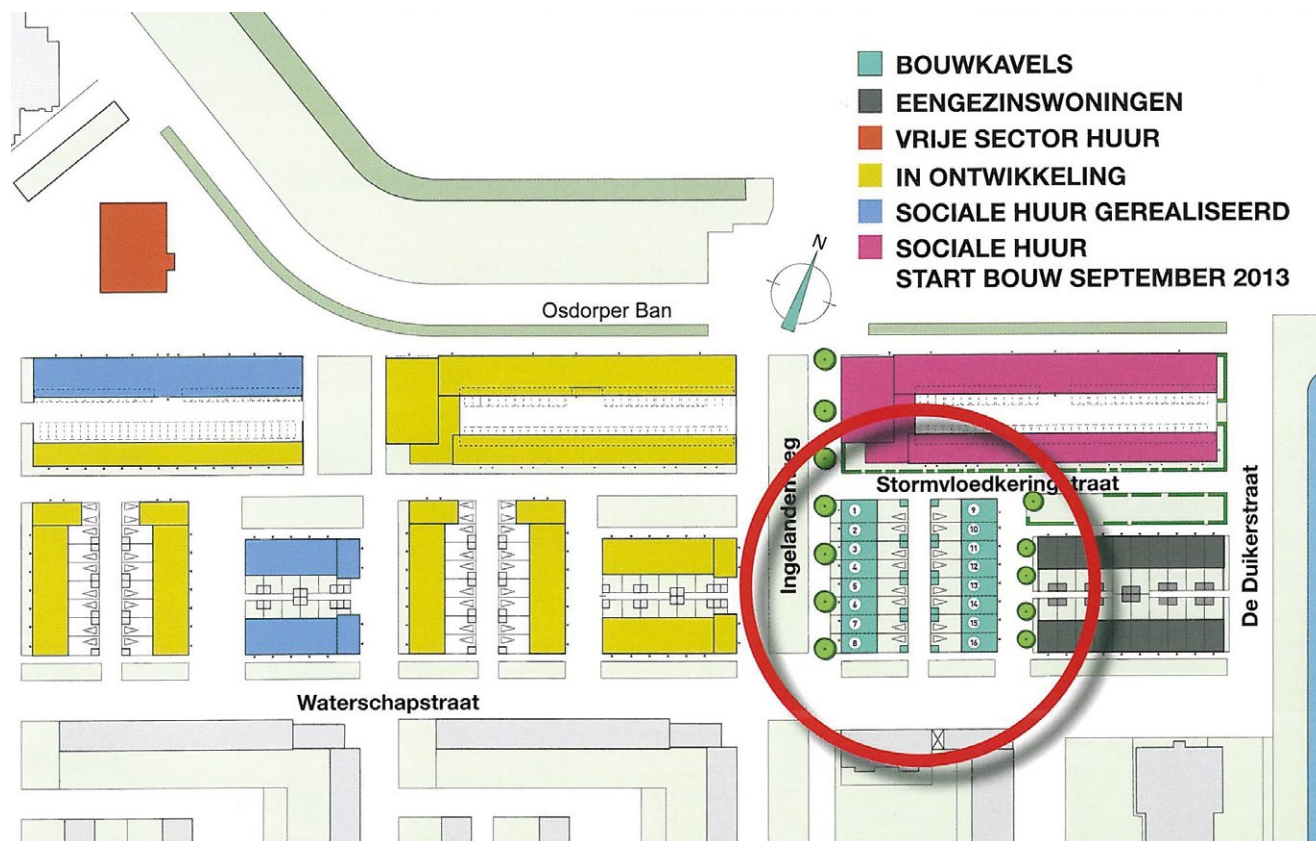 BOUWKAVELS
EENGEZINSWONINGEN
VRIJE SECTOR HUUR
IN ONTWIKKELING
SOCIALE HUUR GEREALISEERD
SOCIALE HUUR
START BOUW SEPTEMBER 2013
N
Osdorper Ban
Ingelandenweg
Stormvloedkeringstraat
De Duikerstraat
1
2
3
4
5
6
7
8
9
10
11
12
13
14
15
16
Waterschapstraat